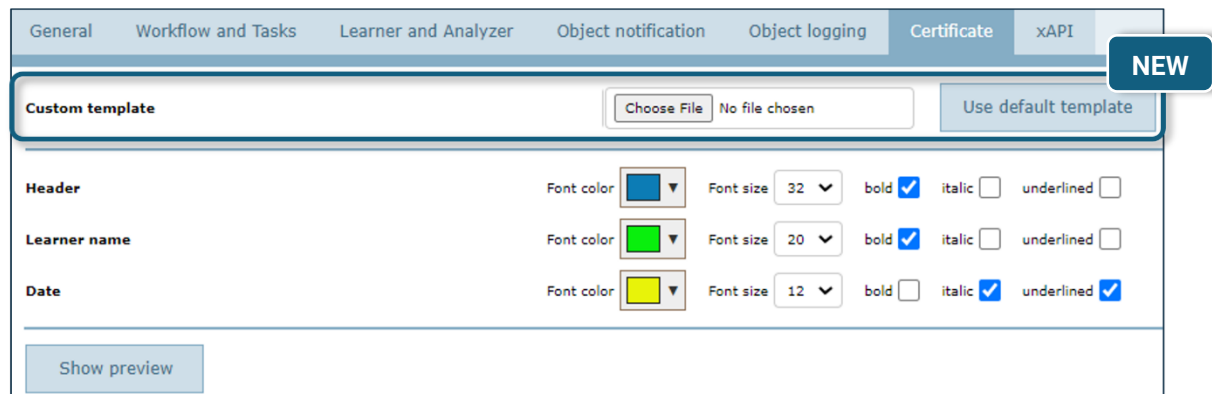 General Workflow and Tasks Learner and Analyzer Object notification Object logging Certificate xAPI
NEW
Custom template Choose File No file chosen Use default template
Header Font color Font size 32 bold italic underlined
Learner name Font color Font size 20 bold italic underlined
Date Font color Font size 12 bold italic underlined
Show preview